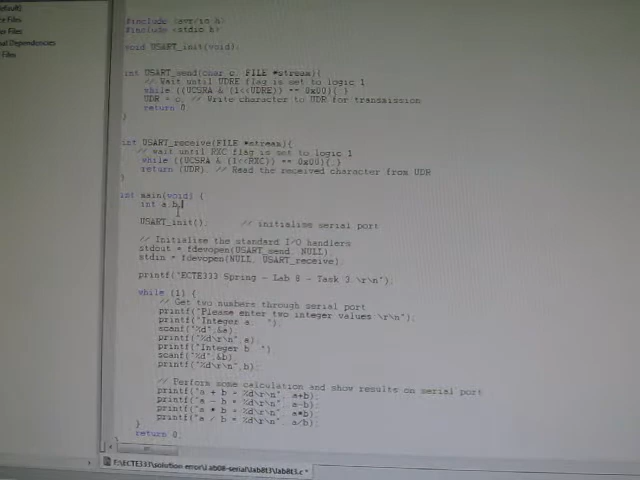 #include <avr/io.h>
#include <stdio.h>
void USART_init(void);
int USART_send(char c, FILE *stream){
// Wait until UDRE flag is set to logic 1
while ((UCSRA & (1<<UDRE)) == 0x00){;}
UDR = c; // Write character to UDR for transmission
return 0;
}
int USART_receive(FILE *stream){
// wait until RXC flag is set to logic 1
while ((UCSRA & (1<<RXC)) == 0x00){;}
return (UDR); // Read the received character from UDR
}
int main(void) {
int a,b;
USART_init(); // initialise serial port
// Initialise the standard I/O handlers
stdout = fdevopen(USART_send, NULL);
stdin = fdevopen(NULL, USART_receive);
printf("ECTE333 Spring - Lab 8 - Task 3.\r\n");
while (1) {
// Get two numbers through serial port
printf("Please enter two integer values \r\n");
printf("Integer a: ");
scanf("%d",&a);
printf("%d\r\n",a);
printf("Integer b: ");
scanf("%d",&b);
printf("%d\r\n",b);
// Perform some calculation and show results on serial port
printf("a + b = %d\r\n", a+b);
printf("a - b = %d\r\n", a-b);
printf("a * b = %d\r\n", a*b);
printf("a / b = %d\r\n", a/b);
}
return 0;
}